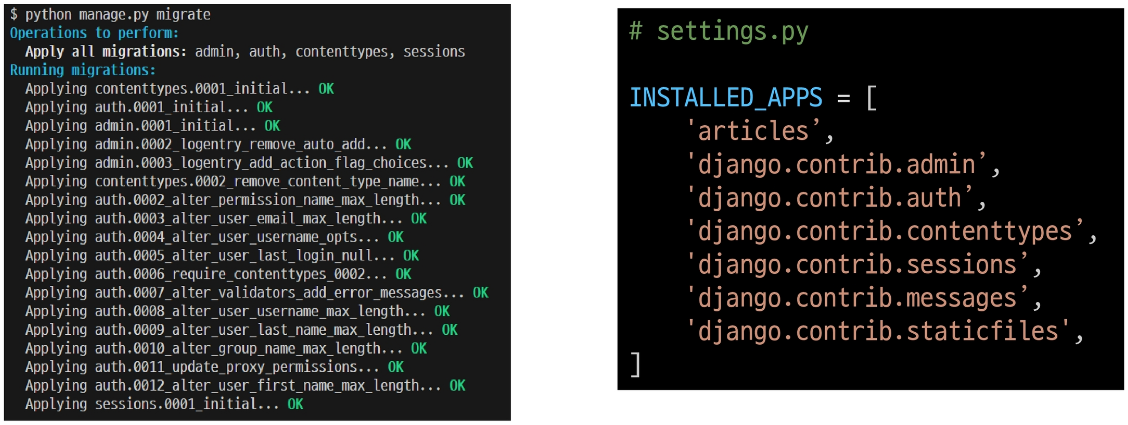 $ python manage.py migrate
Operations to perform:
  Apply all migrations: admin, auth, contenttypes, sessions
Running migrations:
  Applying contenttypes.0001_initial... OK
  Applying auth.0001_initial... OK
  Applying admin.0001_initial... OK
  Applying admin.0002_logentry_remove_auto_add... OK
  Applying admin.0003_logentry_add_action_flag_choices... OK
  Applying contenttypes.0002_remove_content_type_name... OK
  Applying auth.0002_alter_permission_name_max_length... OK
  Applying auth.0003_alter_user_email_max_length... OK
  Applying auth.0004_alter_user_username_opts... OK
  Applying auth.0005_alter_user_last_login_null... OK
  Applying auth.0006_require_contenttypes_0002... OK
  Applying auth.0007_alter_validators_add_error_messages... OK
  Applying auth.0008_alter_user_username_max_length... OK
  Applying auth.0009_alter_user_last_name_max_length... OK
  Applying auth.0010_alter_group_name_max_length... OK
  Applying auth.0011_update_proxy_permissions... OK
  Applying auth.0012_alter_user_first_name_max_length... OK
  Applying sessions.0001_initial... OK
# settings.py
INSTALLED_APPS = [
    'articles’,
    'django.contrib.admin’,
    'django.contrib.auth’,
    'django.contrib.contenttypes’,
    'django.contrib.sessions’,
    'django.contrib.messages’,
    'django.contrib.staticfiles',
]